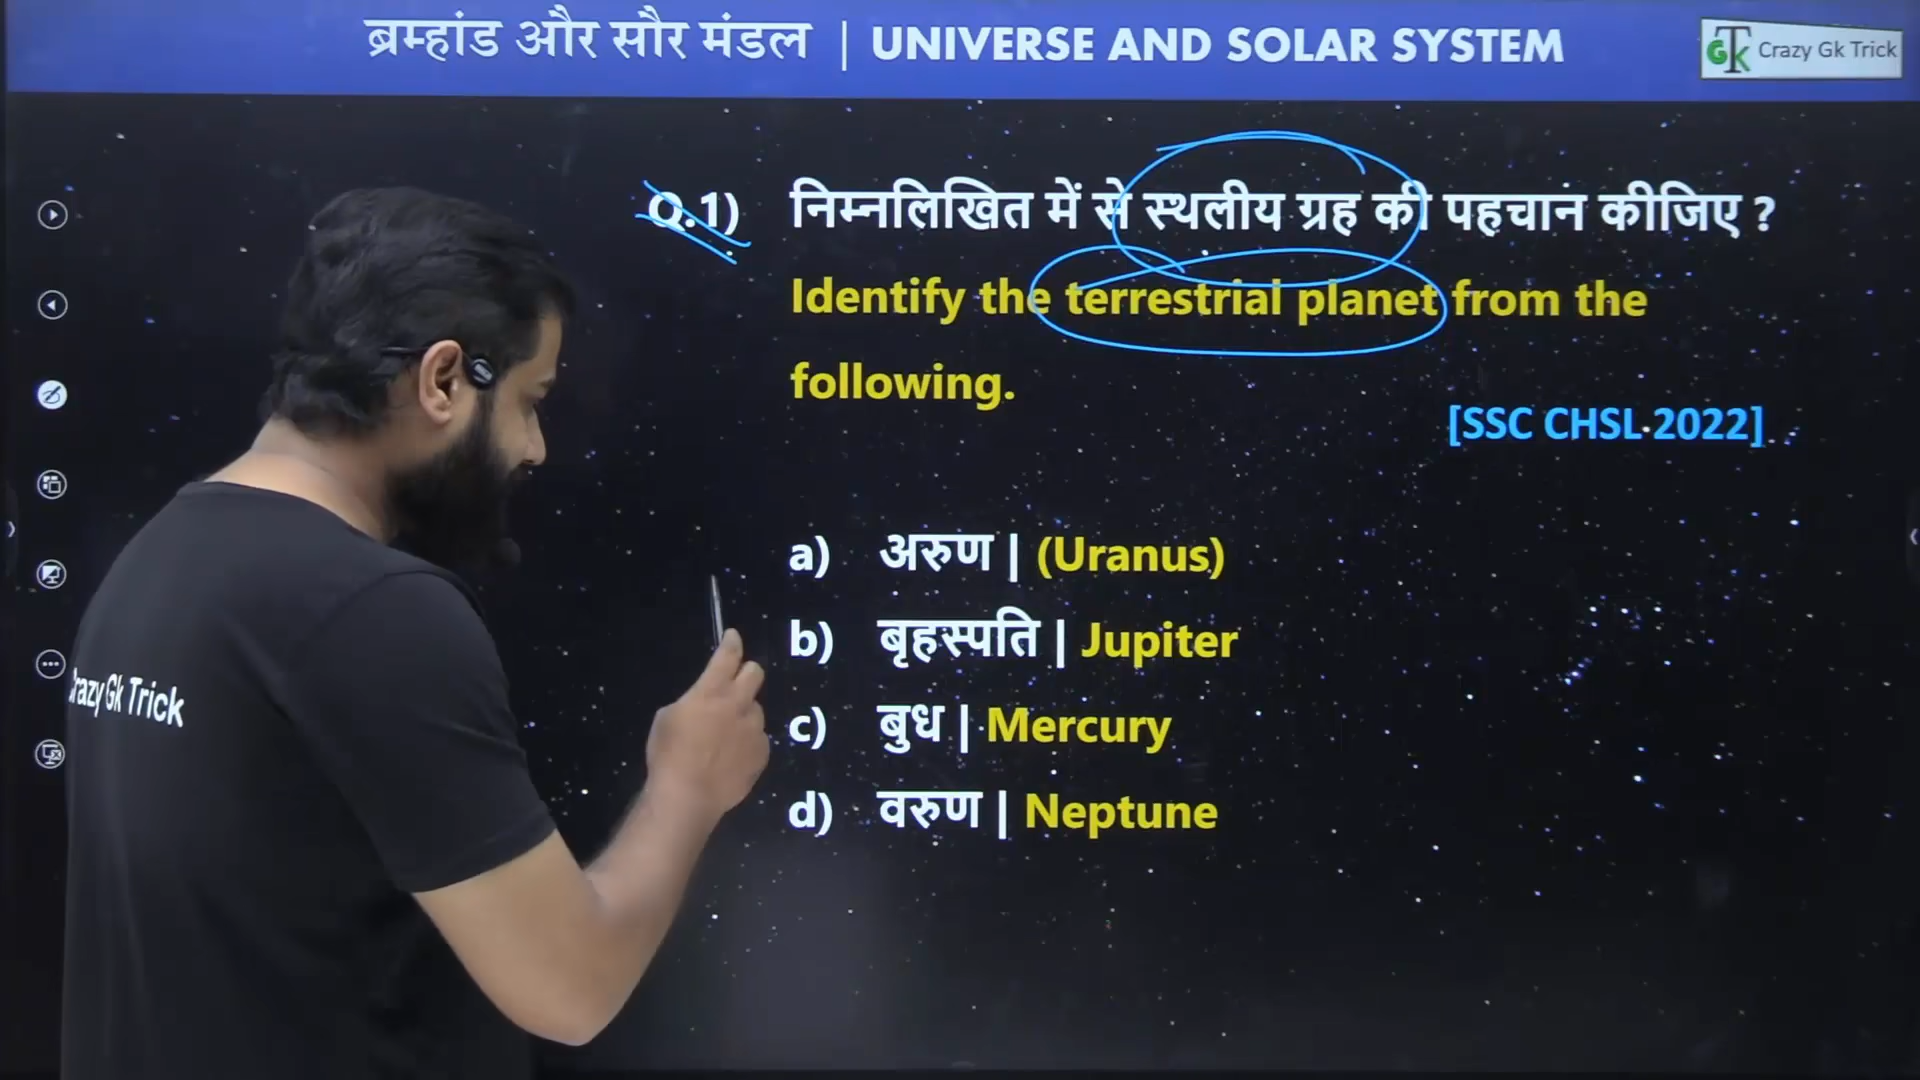 ब्रम्हांड और सौर मंडल | UNIVERSE AND SOLAR SYSTEM
GTK Crazy Gk Trick
Q.1) निम्नलिखित में से स्थलीय ग्रह की पहचान कीजिए ?
Identify the terrestrial planet from the
following.
[SSC CHSL 2022]
a) अरुण | (Uranus)
b) बृहस्पति | Jupiter
c) बुध | Mercury
d) वरुण | Neptune
Crazy Gk Trick